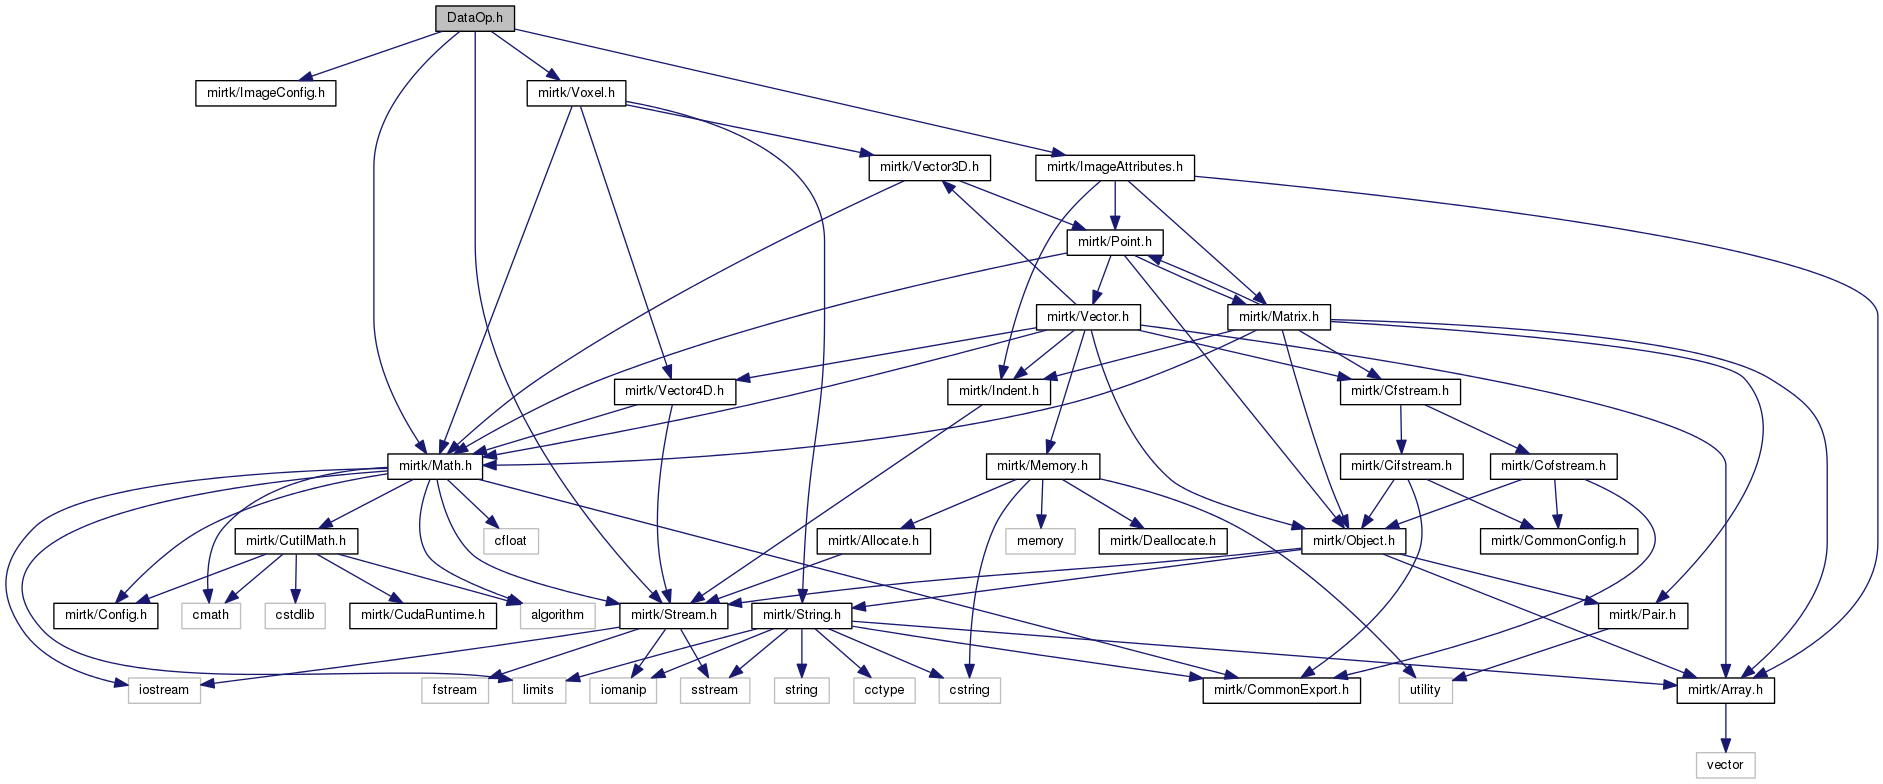 DataOp.h
mirtk/ImageConfig.h
mirtk/Voxel.h
mirtk/Vector3D.h
mirtk/ImageAttributes.h
mirtk/Point.h
mirtk/Vector.h
mirtk/Matrix.h
mirtk/Vector4D.h
mirtk/Indent.h
mirtk/Cfstream.h
mirtk/Math.h
mirtk/Memory.h
mirtk/Cifstream.h
mirtk/Cofstream.h
mirtk/CutilMath.h
cfloat
mirtk/Allocate.h
memory
mirtk/Deallocate.h
mirtk/Object.h
mirtk/CommonConfig.h
mirtk/Config.h
cmath
cstdlib
mirtk/CudaRuntime.h
algorithm
mirtk/Stream.h
mirtk/String.h
mirtk/Pair.h
iostream
fstream
limits
iomanip
sstream
string
cctype
cstring
mirtk/CommonExport.h
utility
mirtk/Array.h
vector